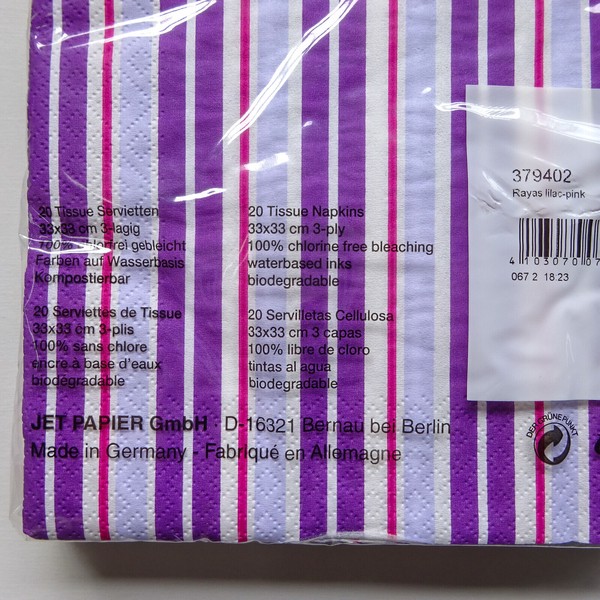 20 Tissue Servietten
33x33 cm 3-lagig
100% chlorfrei gebleicht
Farben auf Wasserbasis
Kompostierbar
20 Tissue Napkins
33x33 cm 3-ply
100% chlorine free bleaching
waterbased inks
biodegradable
20 Serviettes de Tissue
33x33 cm 3-plis
100% sans chlore
encre à base d'eaux
biodégradable
20 Servilletas Cellulosa
33x33 cm 3 capas
100% libre de cloro
tintas al agua
biodegradable
JET PAPIER GmbH · D-16321 Bernau bei Berlin
Made in Germany - Fabriqué en Allemagne
379402
Rayas lilac-pink
4 103070 07
067 2 18 23
DER GRÜNE PUNKT